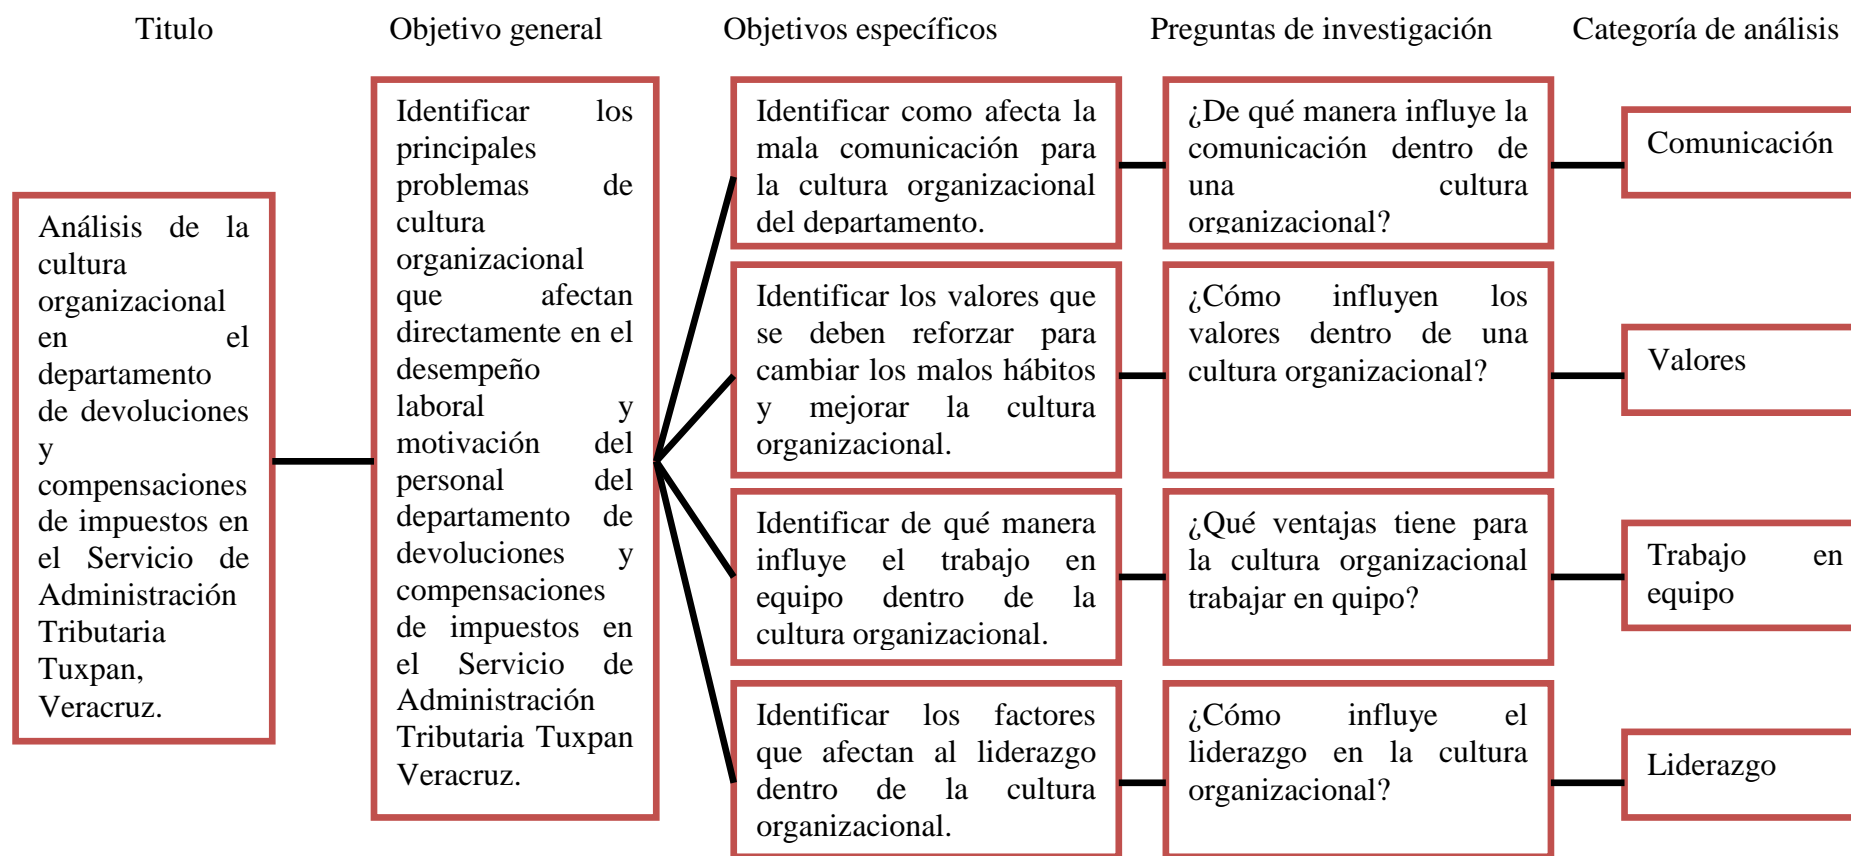 Titulo
Objetivo general
Objetivos específicos
Preguntas de investigación
Categoría de análisis
Análisis de la
cultura
organizacional
en el
departamento
de devoluciones
y
compensaciones
de impuestos en
el Servicio de
Administración
Tributaria
Tuxpan,
Veracruz.
Identificar los
principales
problemas de
cultura
organizacional
que afectan
directamente en el
desempeño
laboral y
motivación del
personal del
departamento de
devoluciones y
compensaciones
de impuestos en
el Servicio de
Administración
Tributaria Tuxpan
Veracruz.
Identificar como afecta la
mala comunicación para
la cultura organizacional
del departamento.
¿De qué manera influye la
comunicación dentro de
una cultura
organizacional?
Comunicación
Identificar los valores que
se deben reforzar para
cambiar los malos hábitos
y mejorar la cultura
organizacional.
¿Cómo influyen los
valores dentro de una
cultura organizacional?
Valores
Identificar de qué manera
influye el trabajo en
equipo dentro de la
cultura organizacional.
¿Qué ventajas tiene para
la cultura organizacional
trabajar en quipo?
Trabajo en
equipo
Identificar los factores
que afectan al liderazgo
dentro de la cultura
organizacional.
¿Cómo influye el
liderazgo en la cultura
organizacional?
Liderazgo